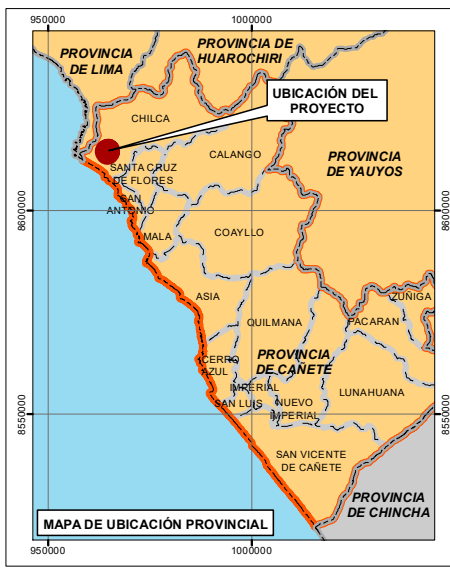 950000
1000000
PROVINCIA
DE LIMA
PROVINCIA DE
HUAROCHIRI
UBICACIÓN DEL
PROYECTO
CHILCA
SANTA CRUZ
DE FLORES
CALANGO
PROVINCIA
DE YAUYOS
SAN
ANTONIO
8600000
8600000
MALA
COAYLLO
ASIA
ZUÑIGA
QUILMANA
PACARAN
PROVINCIA
DE CAÑETE
CERRO
AZUL
IMPERIAL
LUNAHUANA
SAN LUIS
NUEVO
IMPERIAL
8550000
8550000
SAN VICENTE
DE CAÑETE
PROVINCIA
DE CHINCHA
MAPA DE UBICACIÓN PROVINCIAL
950000
1000000